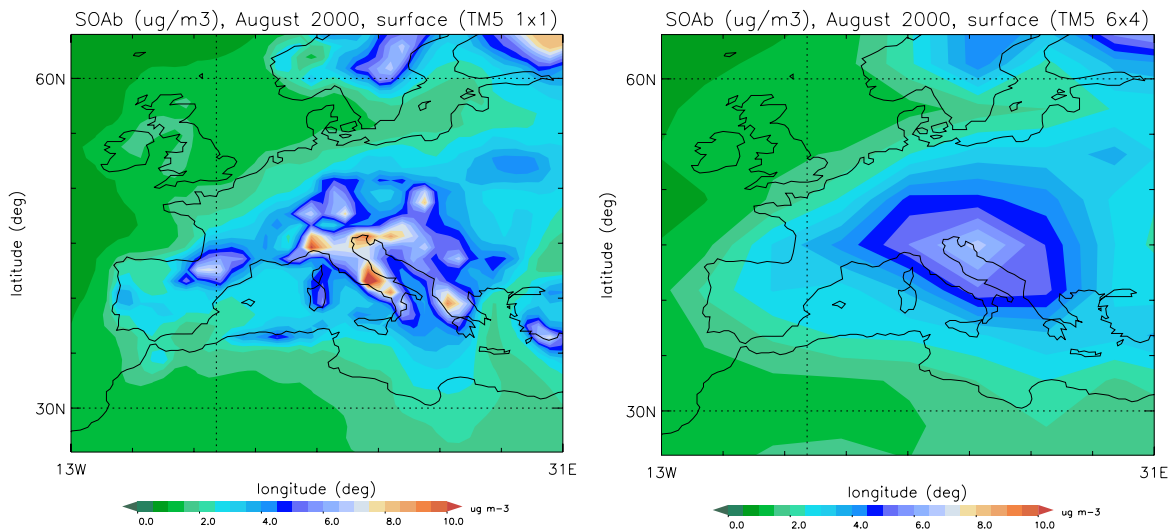 SOAb (ug/m3), August 2000, surface (TM5 1x1)
60N
latitude (deg)
30N
13W
31E
longitude (deg)
0.0 2.0 4.0 6.0 8.0 10.0 ug m-3
SOAb (ug/m3), August 2000, surface (TM5 6x4)
60N
latitude (deg)
30N
13W
31E
longitude (deg)
0.0 2.0 4.0 6.0 8.0 10.0 ug m-3